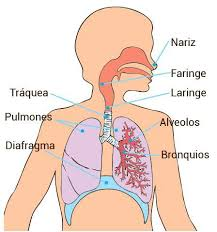 Nariz
Faringe
Laringe
Tráquea
Pulmones
Alveolos
Diafragma
Bronquios